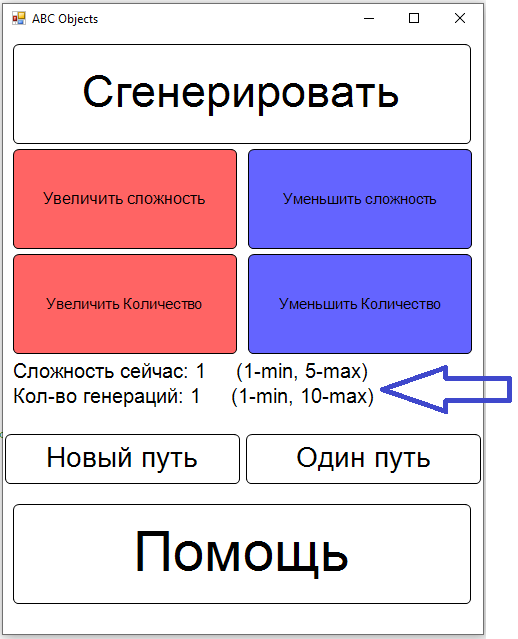 ABC Objects
Сгенерировать
Увеличить сложность
Уменьшить сложность
Увеличить Количество
Уменьшить Количество
Сложность сейчас: 1 (1-min, 5-max)
Кол-во генераций: 1 (1-min, 10-max)
Новый путь
Один путь
Помощь